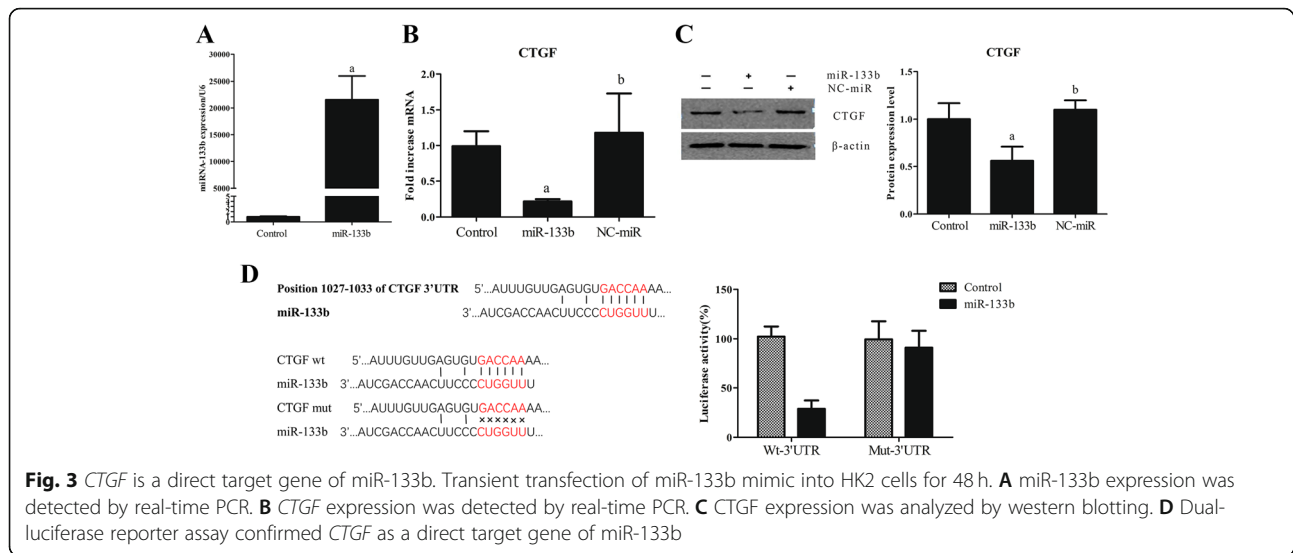 A
miRNA-133b expression/U6
30000
25000
20000
15000
10000
5000
4
3
2
1
0
a
Control
miR-133b
B
CTGF
Fold increase mRNA
2.0
1.5
1.0
0.5
0.0
a
b
Control
miR-133b
NC-miR
C
— + — miR-133b
— — + NC-miR
CTGF
β-actin
CTGF
Protein expression level
1.5
1.0
0.5
0.0
a
b
Control
miR-133b
NC-miR
D
Position 1027-1033 of CTGF 3'UTR 5'...AUUUGUUGAGUGUGACCAAAA...
miR-133b 3'...AUCGACCAACUUCCCCUGGUUU...
CTGF wt 5'...AUUUGUUGAGUGUGACCAAAA...
miR-133b 3'...AUCGACCAACUUCCCCUGGUUU
CTGF mut 5'...AUUUGUUGAGUGUGACCAAAA...
××××××
miR-133b 3'...AUCGACCAACUUCCCCUGGUUU
Luciferase activity(%)
150
100
50
0
Control
miR-133b
Wt-3'UTR
Mut-3'UTR
Fig. 3 CTGF is a direct target gene of miR-133b. Transient transfection of miR-133b mimic into HK2 cells for 48 h. A miR-133b expression was
detected by real-time PCR. B CTGF expression was detected by real-time PCR. C CTGF expression was analyzed by western blotting. D Dual-
luciferase reporter assay confirmed CTGF as a direct target gene of miR-133b